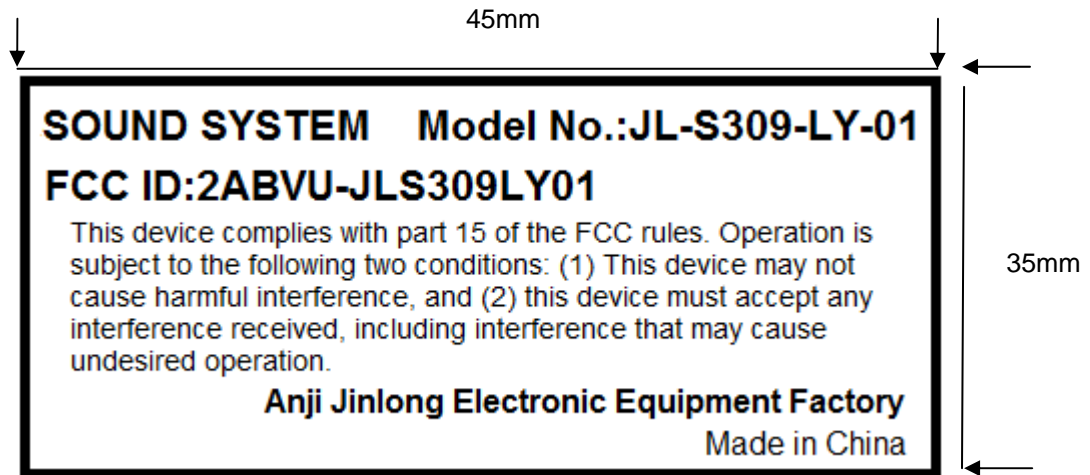 45mm
SOUND SYSTEM Model No.:JL-S309-LY-01
FCC ID:2ABVU-JLS309LY01
This device complies with part 15 of the FCC rules. Operation is
subject to the following two conditions: (1) This device may not
cause harmful interference, and (2) this device must accept any
interference received, including interference that may cause
undesired operation.
Anji Jinlong Electronic Equipment Factory
Made in China
35mm